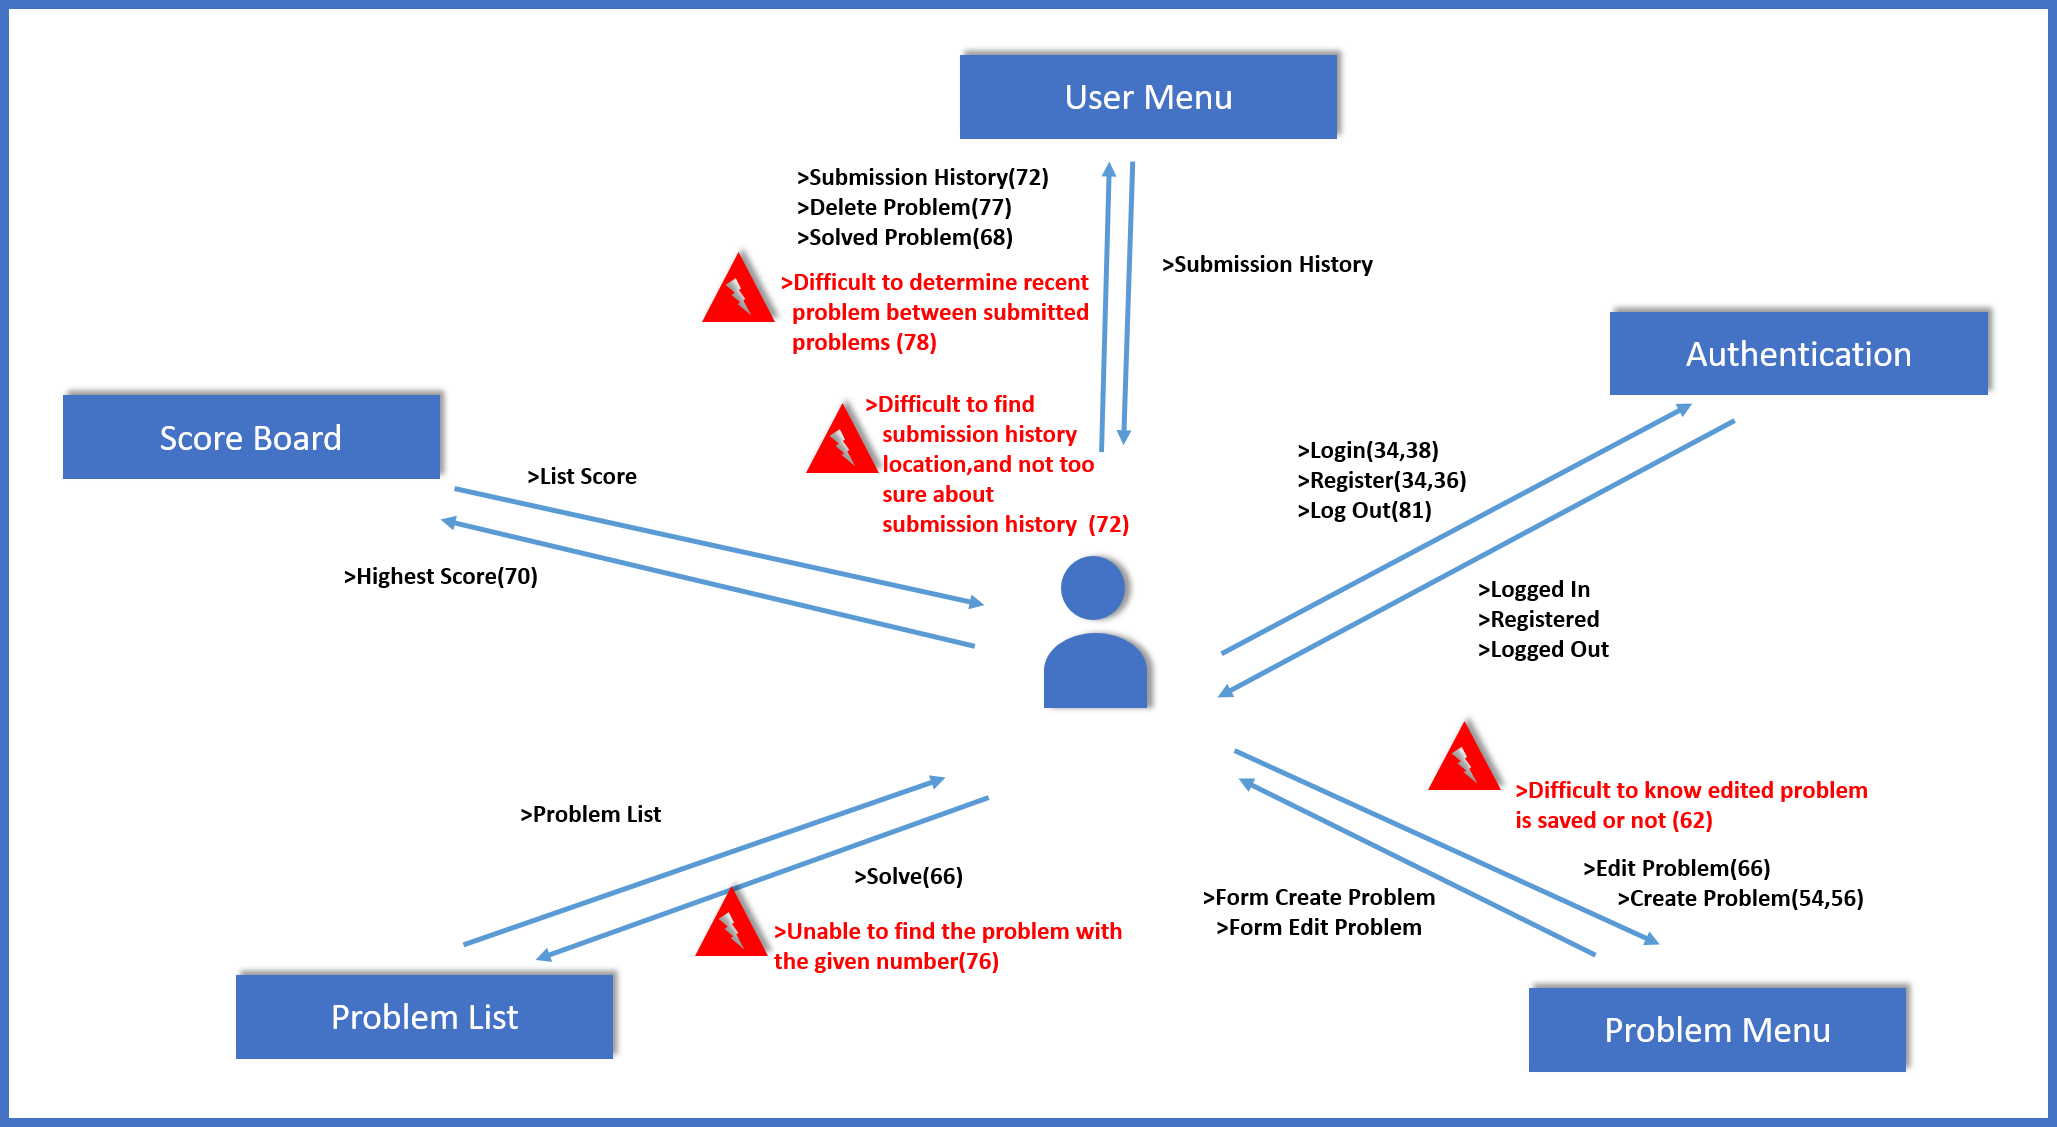 User Menu
>Submission History(72)
>Delete Problem(77)
>Solved Problem(68)
>Difficult to determine recent
problem between submitted
problems (78)
>Submission History
Authentication
Score Board
>Difficult to find
submission history
location,and not too
sure about
submission history  (72)
>List Score
>Highest Score(70)
>Login(34,38)
>Register(34,36)
>Log Out(81)
>Logged In
>Registered
>Logged Out
>Problem List
>Solve(66)
>Unable to find the problem with
the given number(76)
>Difficult to know edited problem
is saved or not (62)
>Edit Problem(66)
>Create Problem(54,56)
>Form Create Problem
>Form Edit Problem
Problem List
Problem Menu